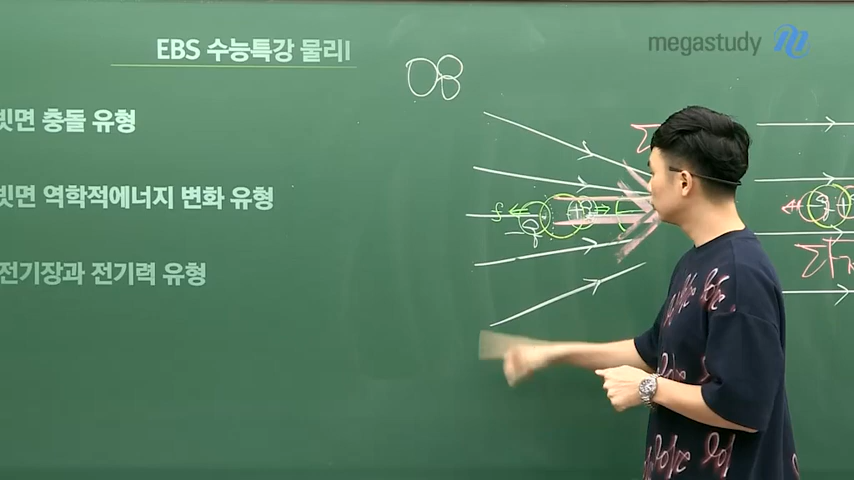 EBS 수능특강 물리I
megastudy
08
빗면 충돌 유형
빗면 역학적에너지 변화 유형
전기장과 전기력 유형
f
+
q